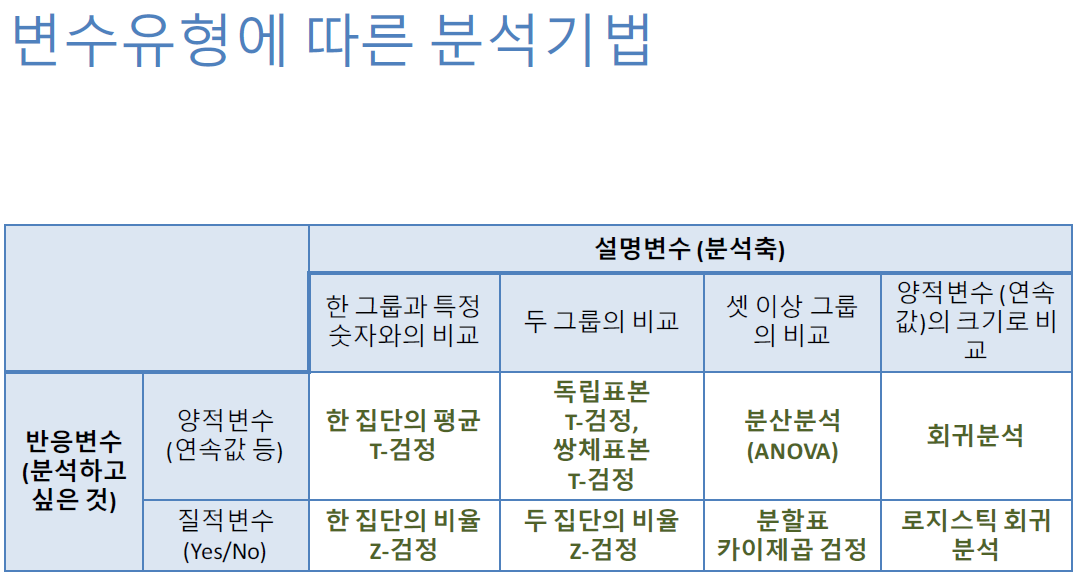 변수유형에 따른 분석기법
설명변수 (분석축)
한 그룹과 특정
숫자와의 비교
두 그룹의 비교
셋 이상 그룹
의 비교
양적변수 (연속
값)의 크기로 비
교
반응변수
(분석하고
싶은 것)
양적변수
(연속값 등)
한 집단의 평균
T-검정
독립표본
T-검정,
쌍체표본
T-검정
분산분석
(ANOVA)
회귀분석
질적변수
(Yes/No)
한 집단의 비율
Z-검정
두 집단의 비율
Z-검정
분할표
카이제곱 검정
로지스틱 회귀
분석